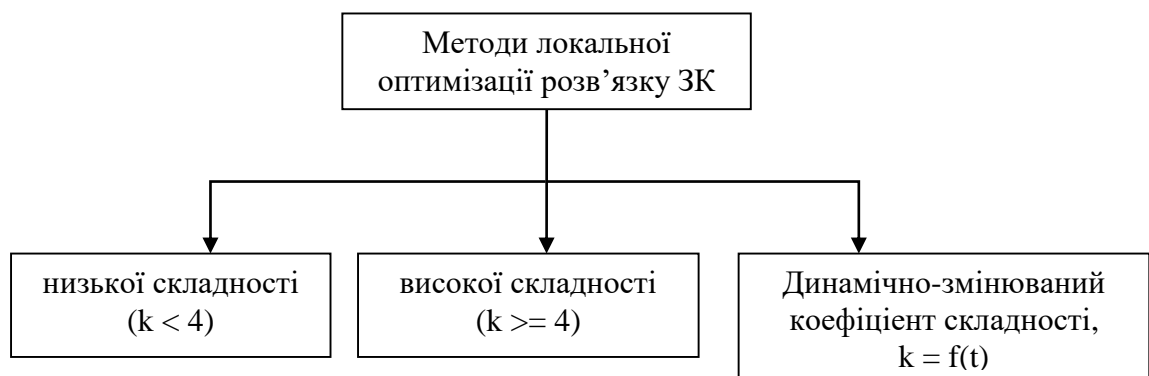 Методи локальної
оптимізації розв’язку ЗК
низької складності
(k < 4)
високої складності
(k >= 4)
Динамічно-змінюваний
коефіцієнт складності,
k = f(t)